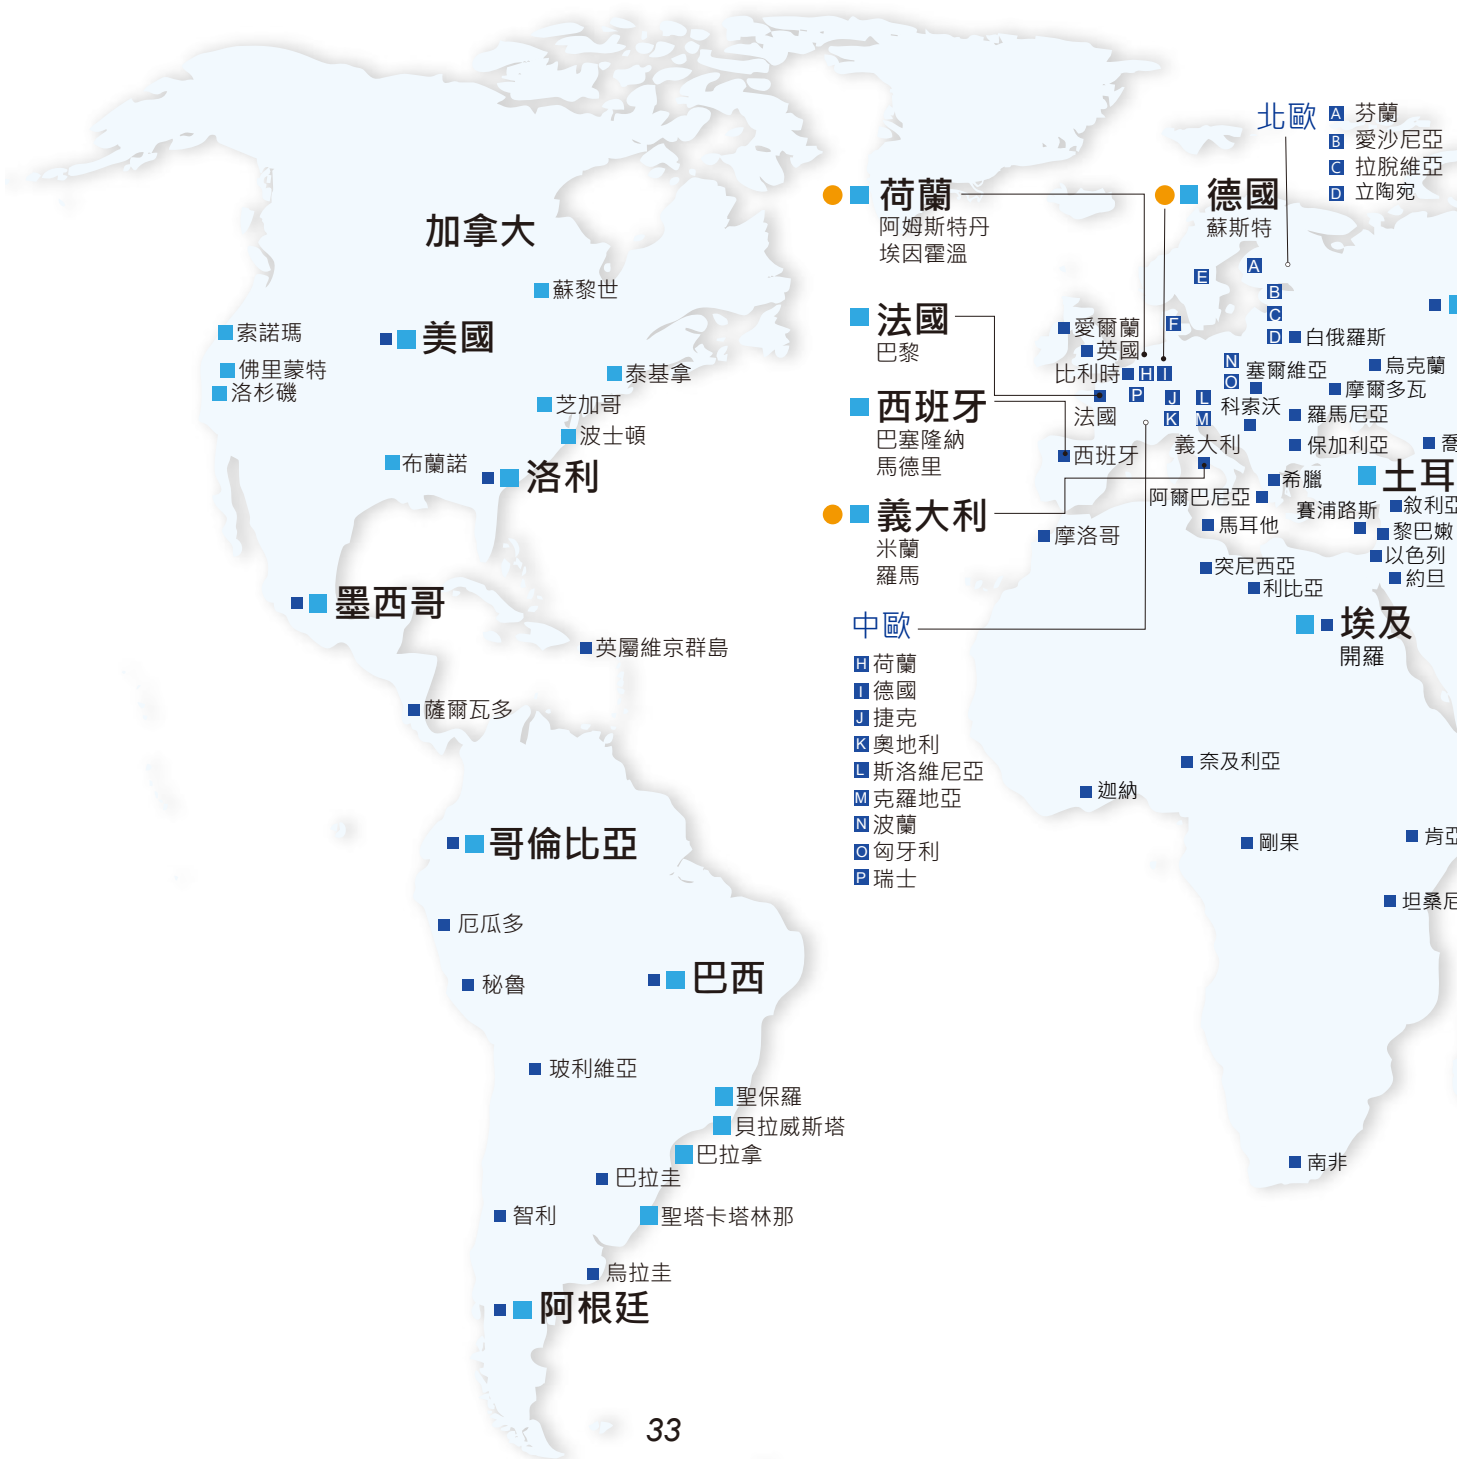 加拿大
蘇黎世
索諾瑪
美國
佛里蒙特
洛杉磯
泰基拿
芝加哥
波士頓
布蘭諾
洛利
墨西哥
英屬維京群島
薩爾瓦多
哥倫比亞
厄瓜多
秘魯
巴西
玻利維亞
聖保羅
貝拉威斯塔
巴拉拿
巴拉圭
智利
聖塔卡塔林那
烏拉圭
阿根廷
荷蘭
阿姆斯特丹
埃因霍溫
法國
巴黎
西班牙
巴塞隆納
馬德里
義大利
米蘭
羅馬
中歐
H 荷蘭
I 德國
J 捷克
K 奧地利
L 斯洛維尼亞
M 克羅地亞
N 波蘭
O 匈牙利
P 瑞士
德國
蘇斯特
北歐
A 芬蘭
B 愛沙尼亞
C 拉脫維亞
D 立陶宛
A
E
B
C
F
D
愛爾蘭
英國
比利時
H I
P
J
K
L
M
N
O
法國
西班牙
義大利
白俄羅斯
塞爾維亞
烏克蘭
摩爾多瓦
科索沃
羅馬尼亞
保加利亞
喬
希臘
土耳
阿爾巴尼亞
賽浦路斯
敘利亞
馬耳他
黎巴嫩
摩洛哥
以色列
突尼西亞
約旦
利比亞
埃及
開羅
奈及利亞
迦納
剛果
肯亞
坦桑尼
南非
33